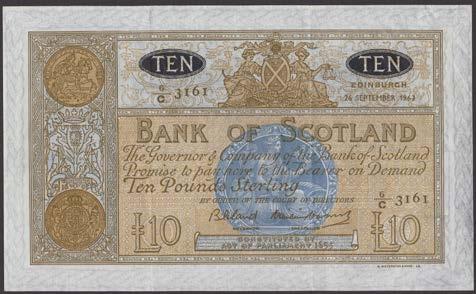 TEN
TEN
6/C 3161
EDINBURGH
26 SEPTEMBER 1963
BANK OF SCOTLAND
The Governor & Company of the Bank of Scotland
Promise to pay here to the Bearer on Demand
Ten Pounds Sterling
BY ORDER OF THE COURT OF DIRECTORS
6/C 3161
£10
£10
GOVERNOR
CONSTITUTED BY
ACT OF PARLIAMENT 1695